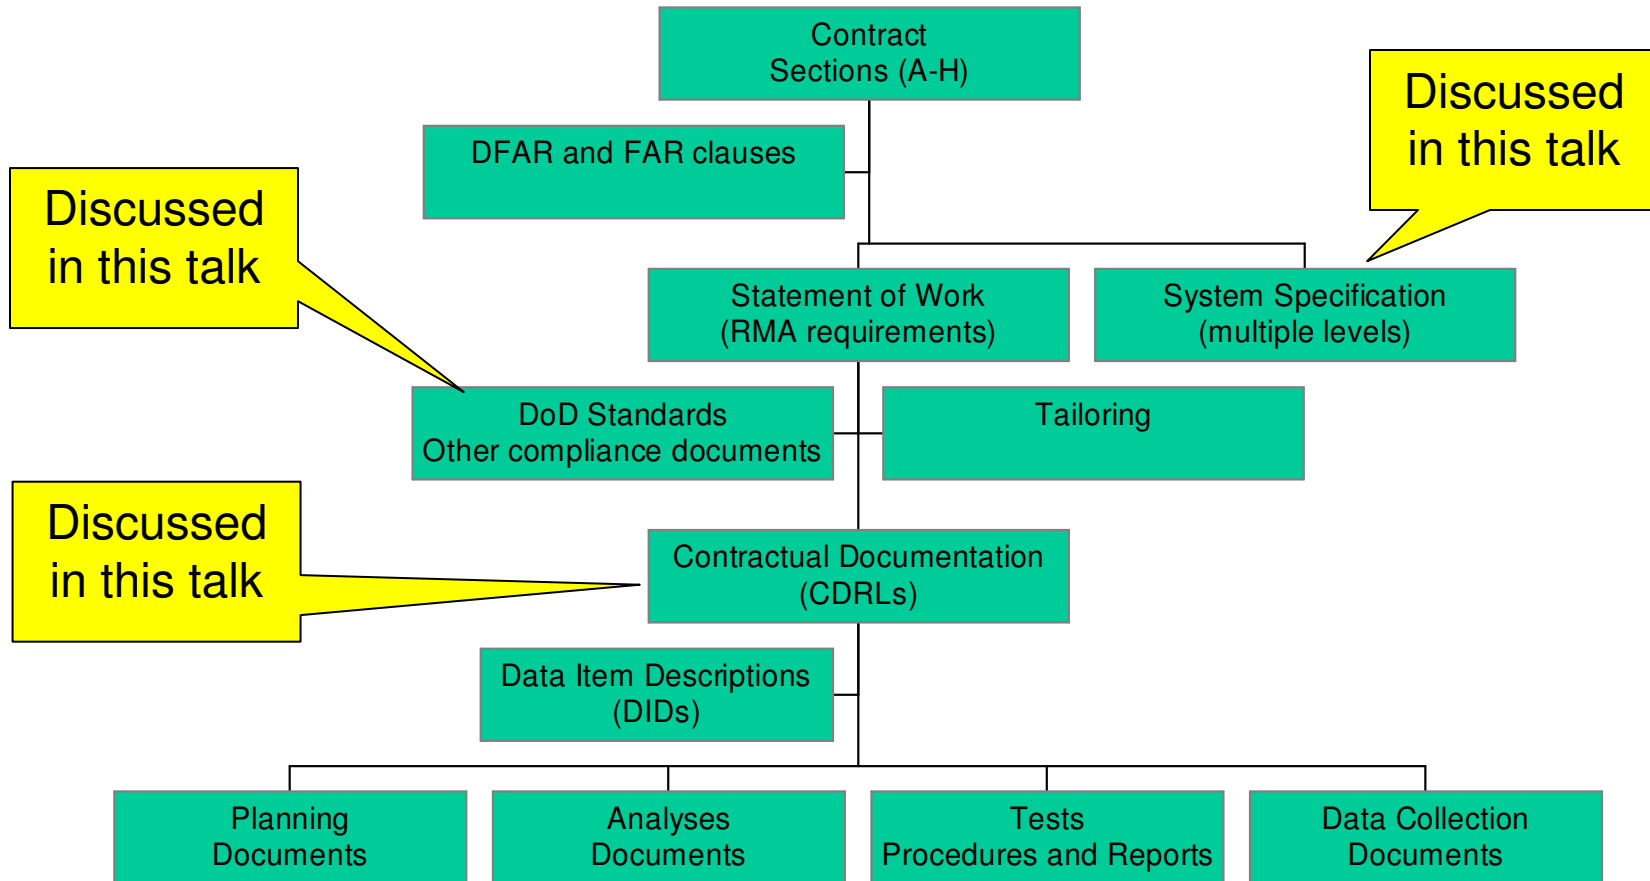 Contract
Sections (A-H)
Discussed
in this talk
DFAR and FAR clauses
Discussed
in this talk
Statement of Work
(RMA requirements)
System Specification
(multiple levels)
DoD Standards
Other compliance documents
Tailoring
Discussed
in this talk
Contractual Documentation
(CDRLs)
Data Item Descriptions
(DIDs)
Planning
Documents
Analyses
Documents
Tests
Procedures and Reports
Data Collection
Documents